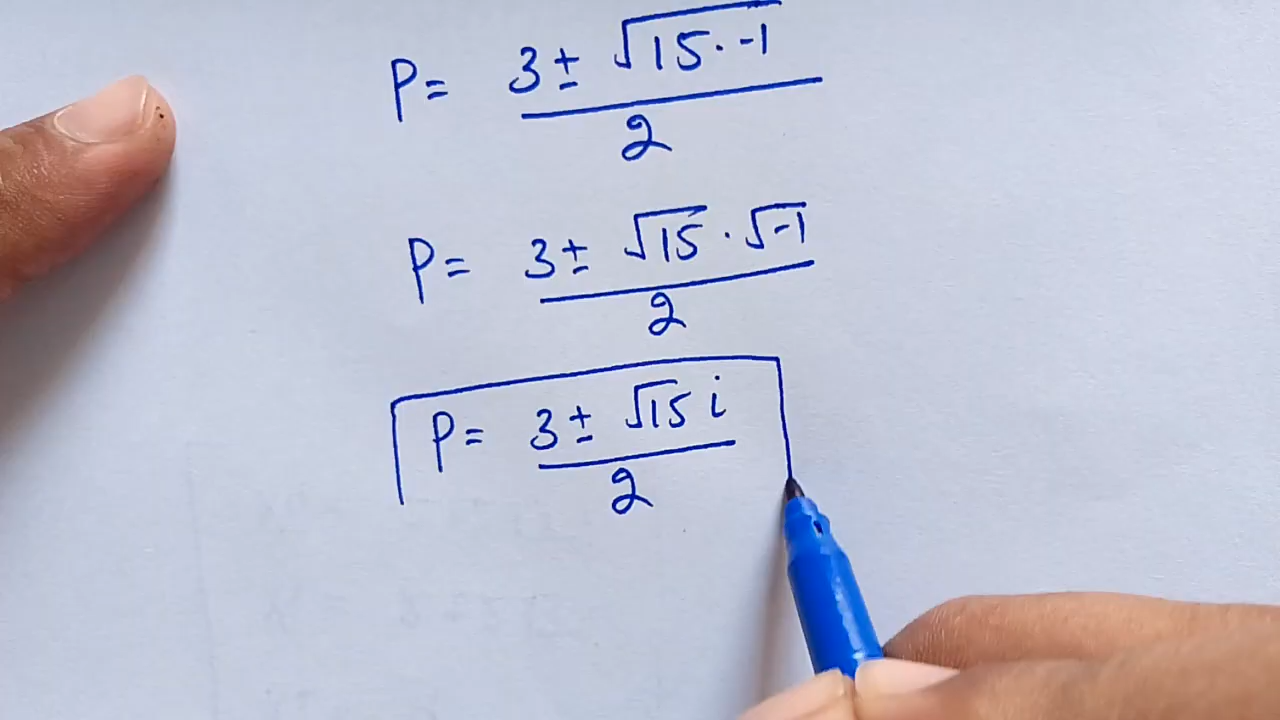 P = (3 ± √(15 · -1)) / 2
P = (3 ± √15 · √-1) / 2
P = (3 ± √15 i) / 2